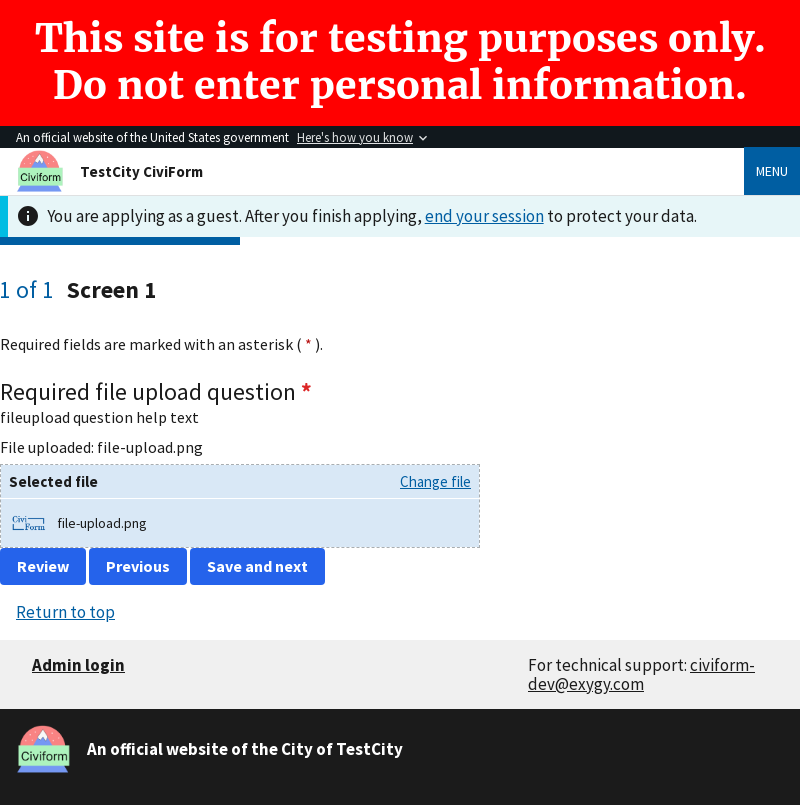 This site is for testing purposes only.
Do not enter personal information.
An official website of the United States government Here's how you know
Civiform
TestCity CiviForm
MENU
You are applying as a guest. After you finish applying, end your session to protect your data.
1 of 1 Screen 1
Required fields are marked with an asterisk ( * ).
Required file upload question *
fileupload question help text
File uploaded: file-upload.png
Selected file
Change file
Civi
Form
file-upload.png
Review
Previous
Save and next
Return to top
Admin login
For technical support: civiform-
dev@exygy.com
Civiform
An official website of the City of TestCity